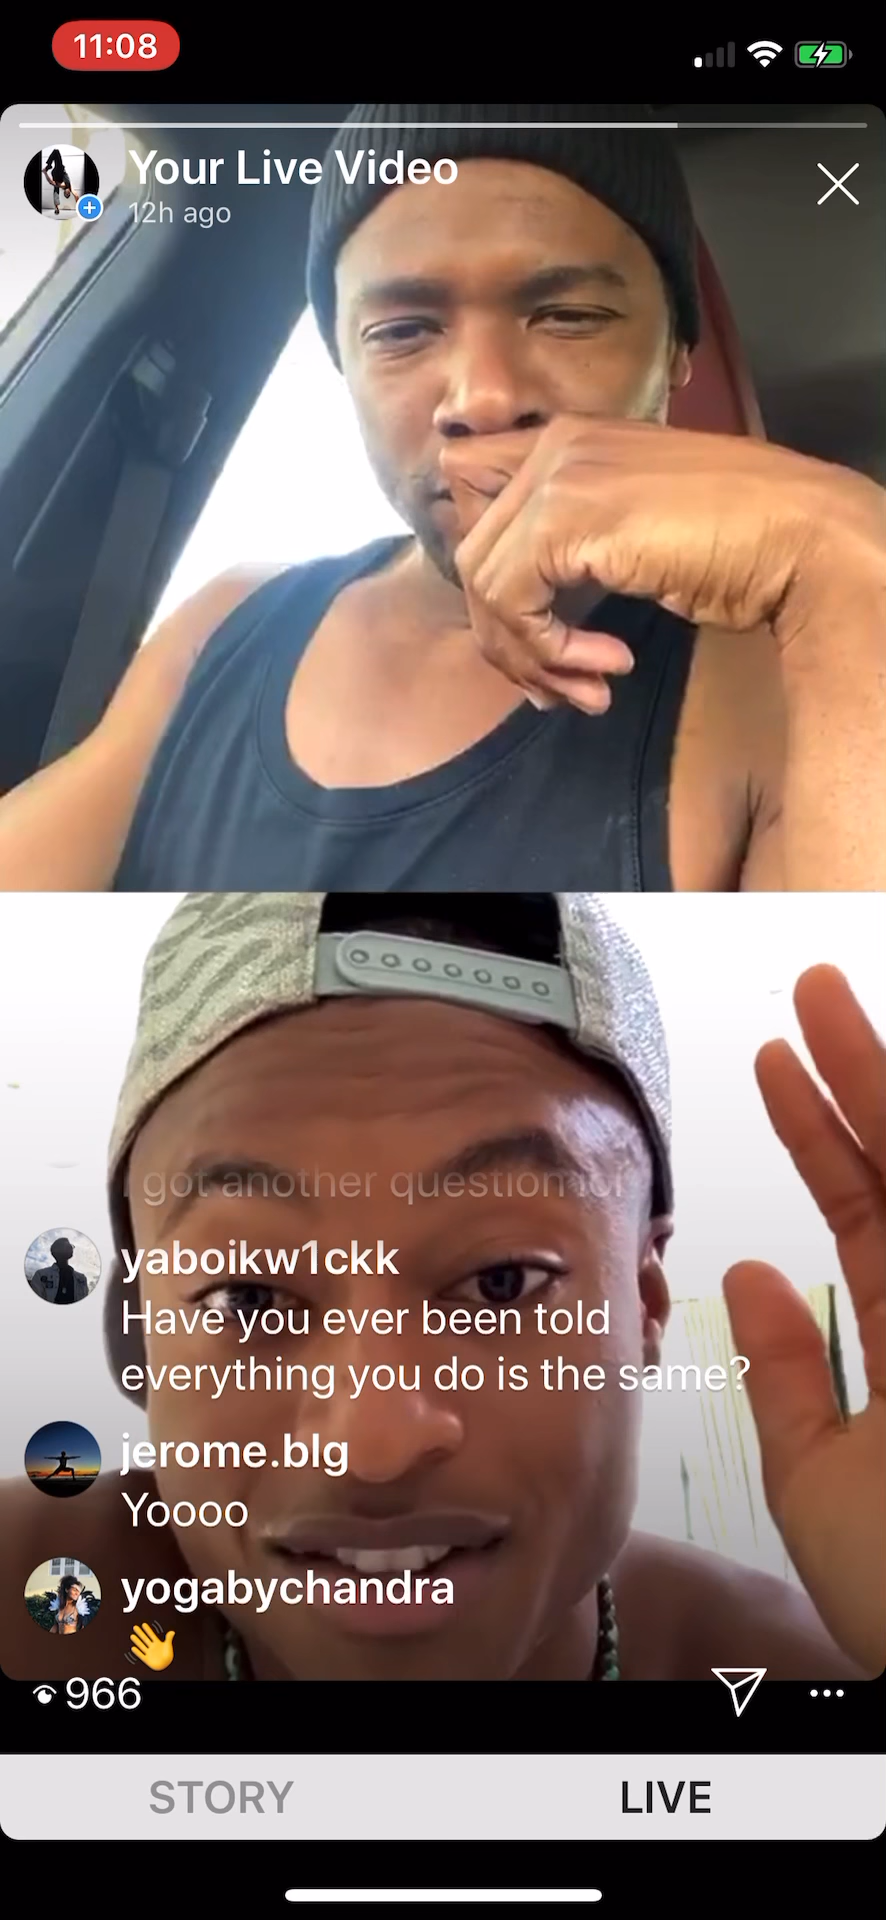 11:08
Your Live Video
12h ago
I got another question for
yaboikw1ckk
Have you ever been told
everything you do is the same?
jerome.blg
Yoooo
yogabychandra
👋
966
STORY
LIVE